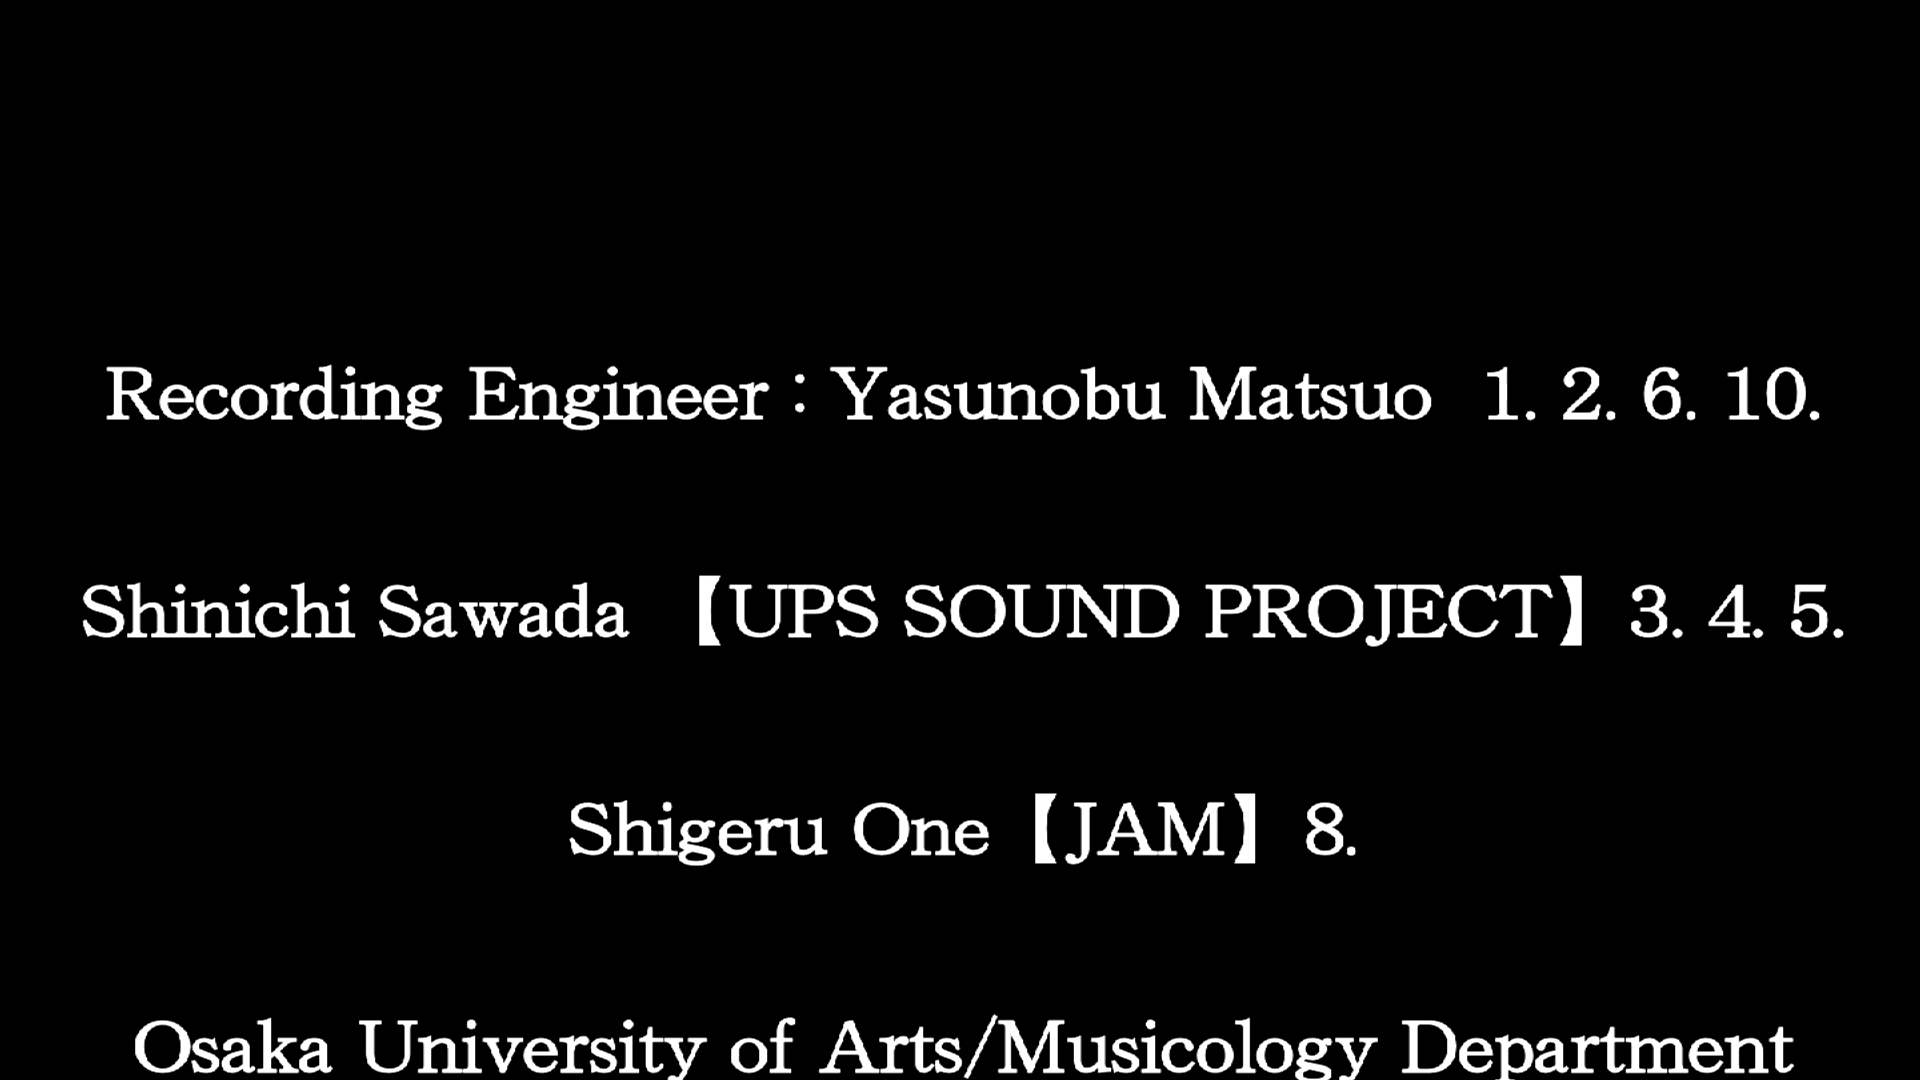 Recording Engineer：Yasunobu Matsuo 1. 2. 6. 10.
Shinichi Sawada 【UPS SOUND PROJECT】3. 4. 5.
Shigeru One【JAM】8.
Osaka University of Arts/Musicology Department